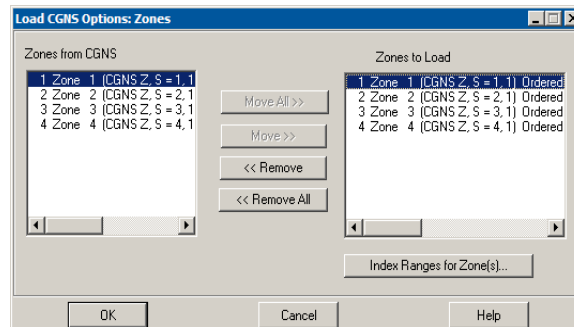 Load CGNS Options: Zones
Zones from CGNS
1 Zone 1 (CGNS Z, S = 1, 1
2 Zone 2 (CGNS Z, S = 2, 1
3 Zone 3 (CGNS Z, S = 3, 1
4 Zone 4 (CGNS Z, S = 4, 1
Move All >>
Move >>
<< Remove
<< Remove All
Zones to Load
1 Zone 1 (CGNS Z, S = 1, 1) Ordered
2 Zone 2 (CGNS Z, S = 2, 1) Ordered
3 Zone 3 (CGNS Z, S = 3, 1) Ordered
4 Zone 4 (CGNS Z, S = 4, 1) Ordered
Index Ranges for Zone(s)...
OK
Cancel
Help